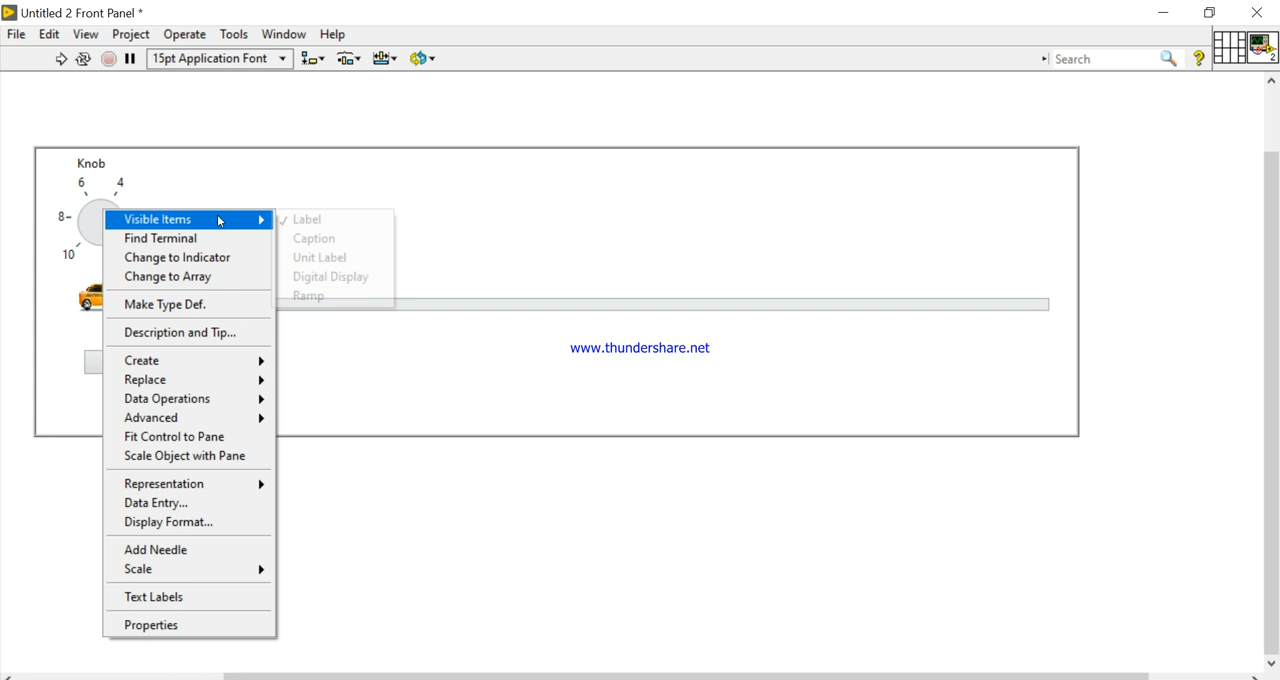 Untitled 2 Front Panel *
File Edit View Project Operate Tools Window Help
15pt Application Font
Search
?
2
Knob
6 4
8
10
Visible Items
Find Terminal
Change to Indicator
Change to Array
Make Type Def.
Description and Tip...
Create
Replace
Data Operations
Advanced
Fit Control to Pane
Scale Object with Pane
Representation
Data Entry...
Display Format...
Add Needle
Scale
Text Labels
Properties
✓ Label
Caption
Unit Label
Digital Display
Ramp
www.thundershare.net